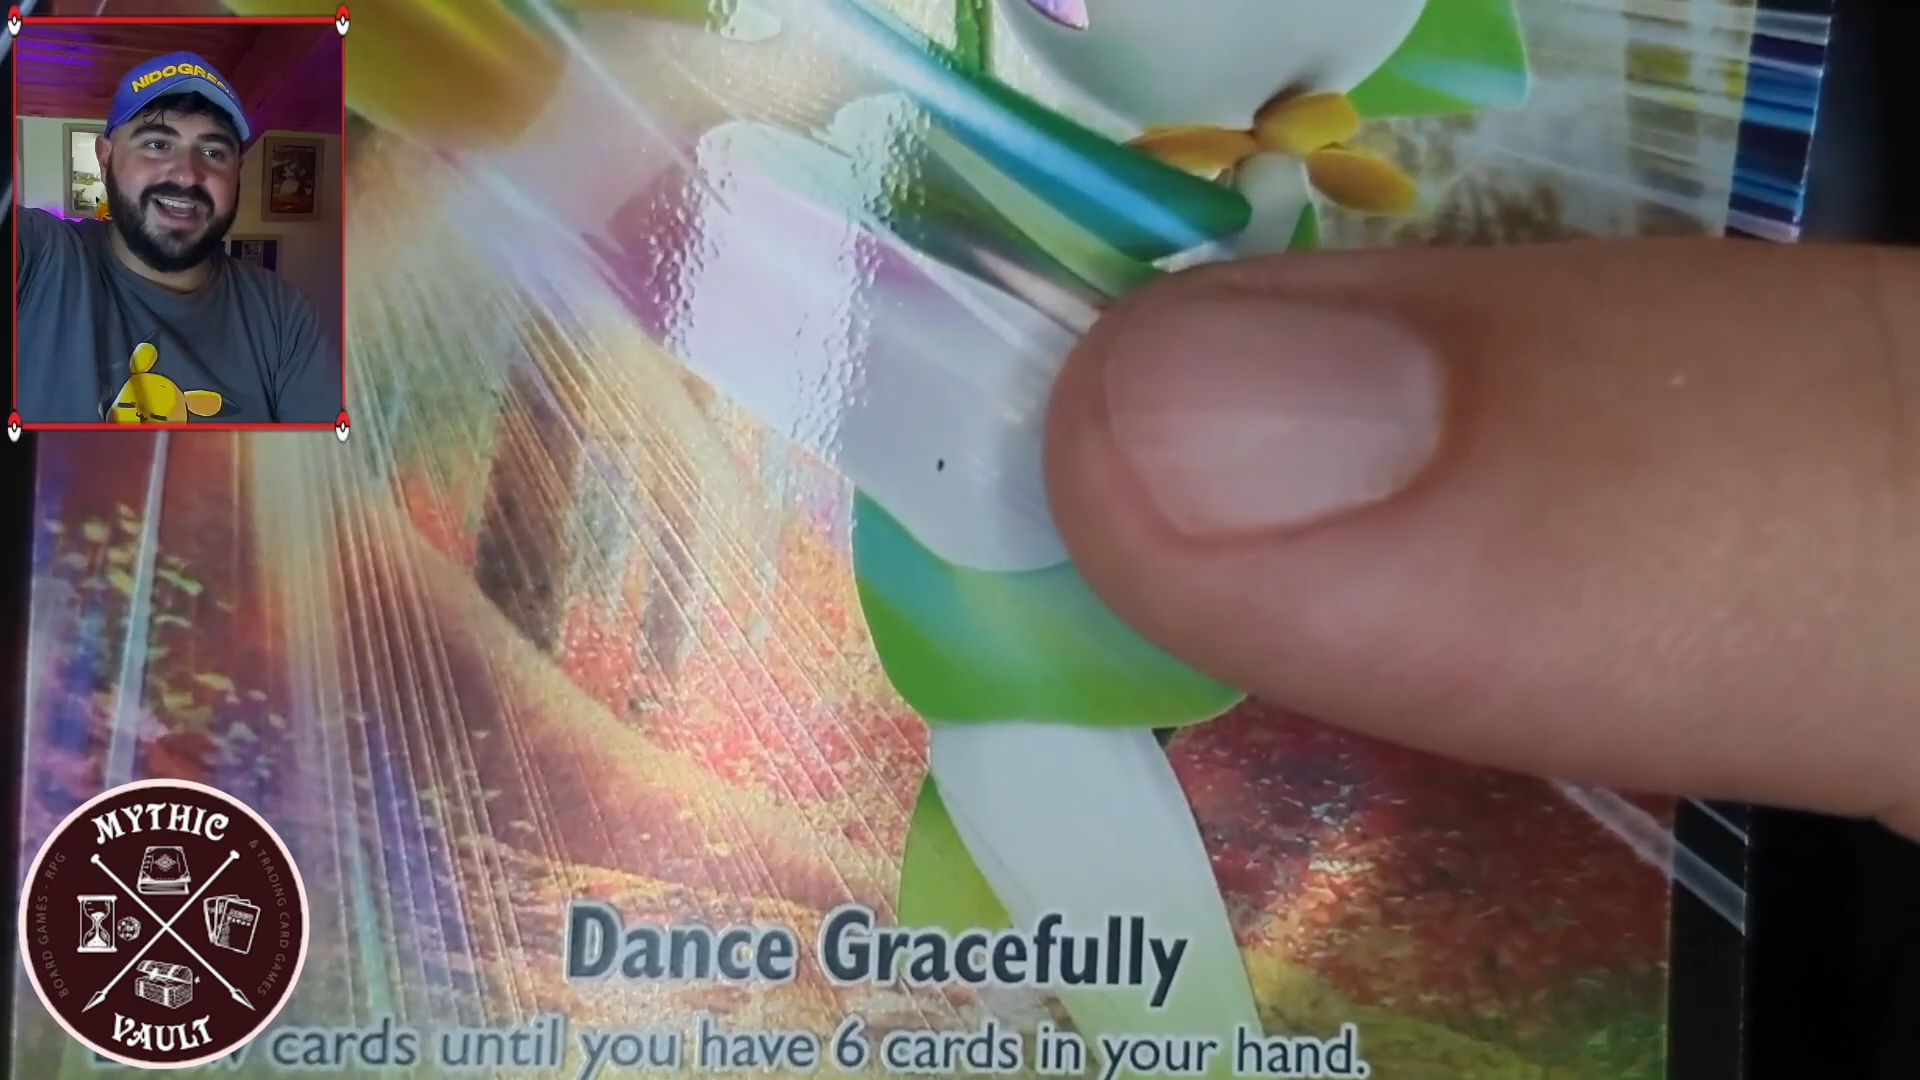 NIDOGREEN
MYTHIC
BOARD GAMES - RPG
& TRADING CARD GAMES
VAULT
Dance Gracefully
cards until you have 6 cards in your hand.